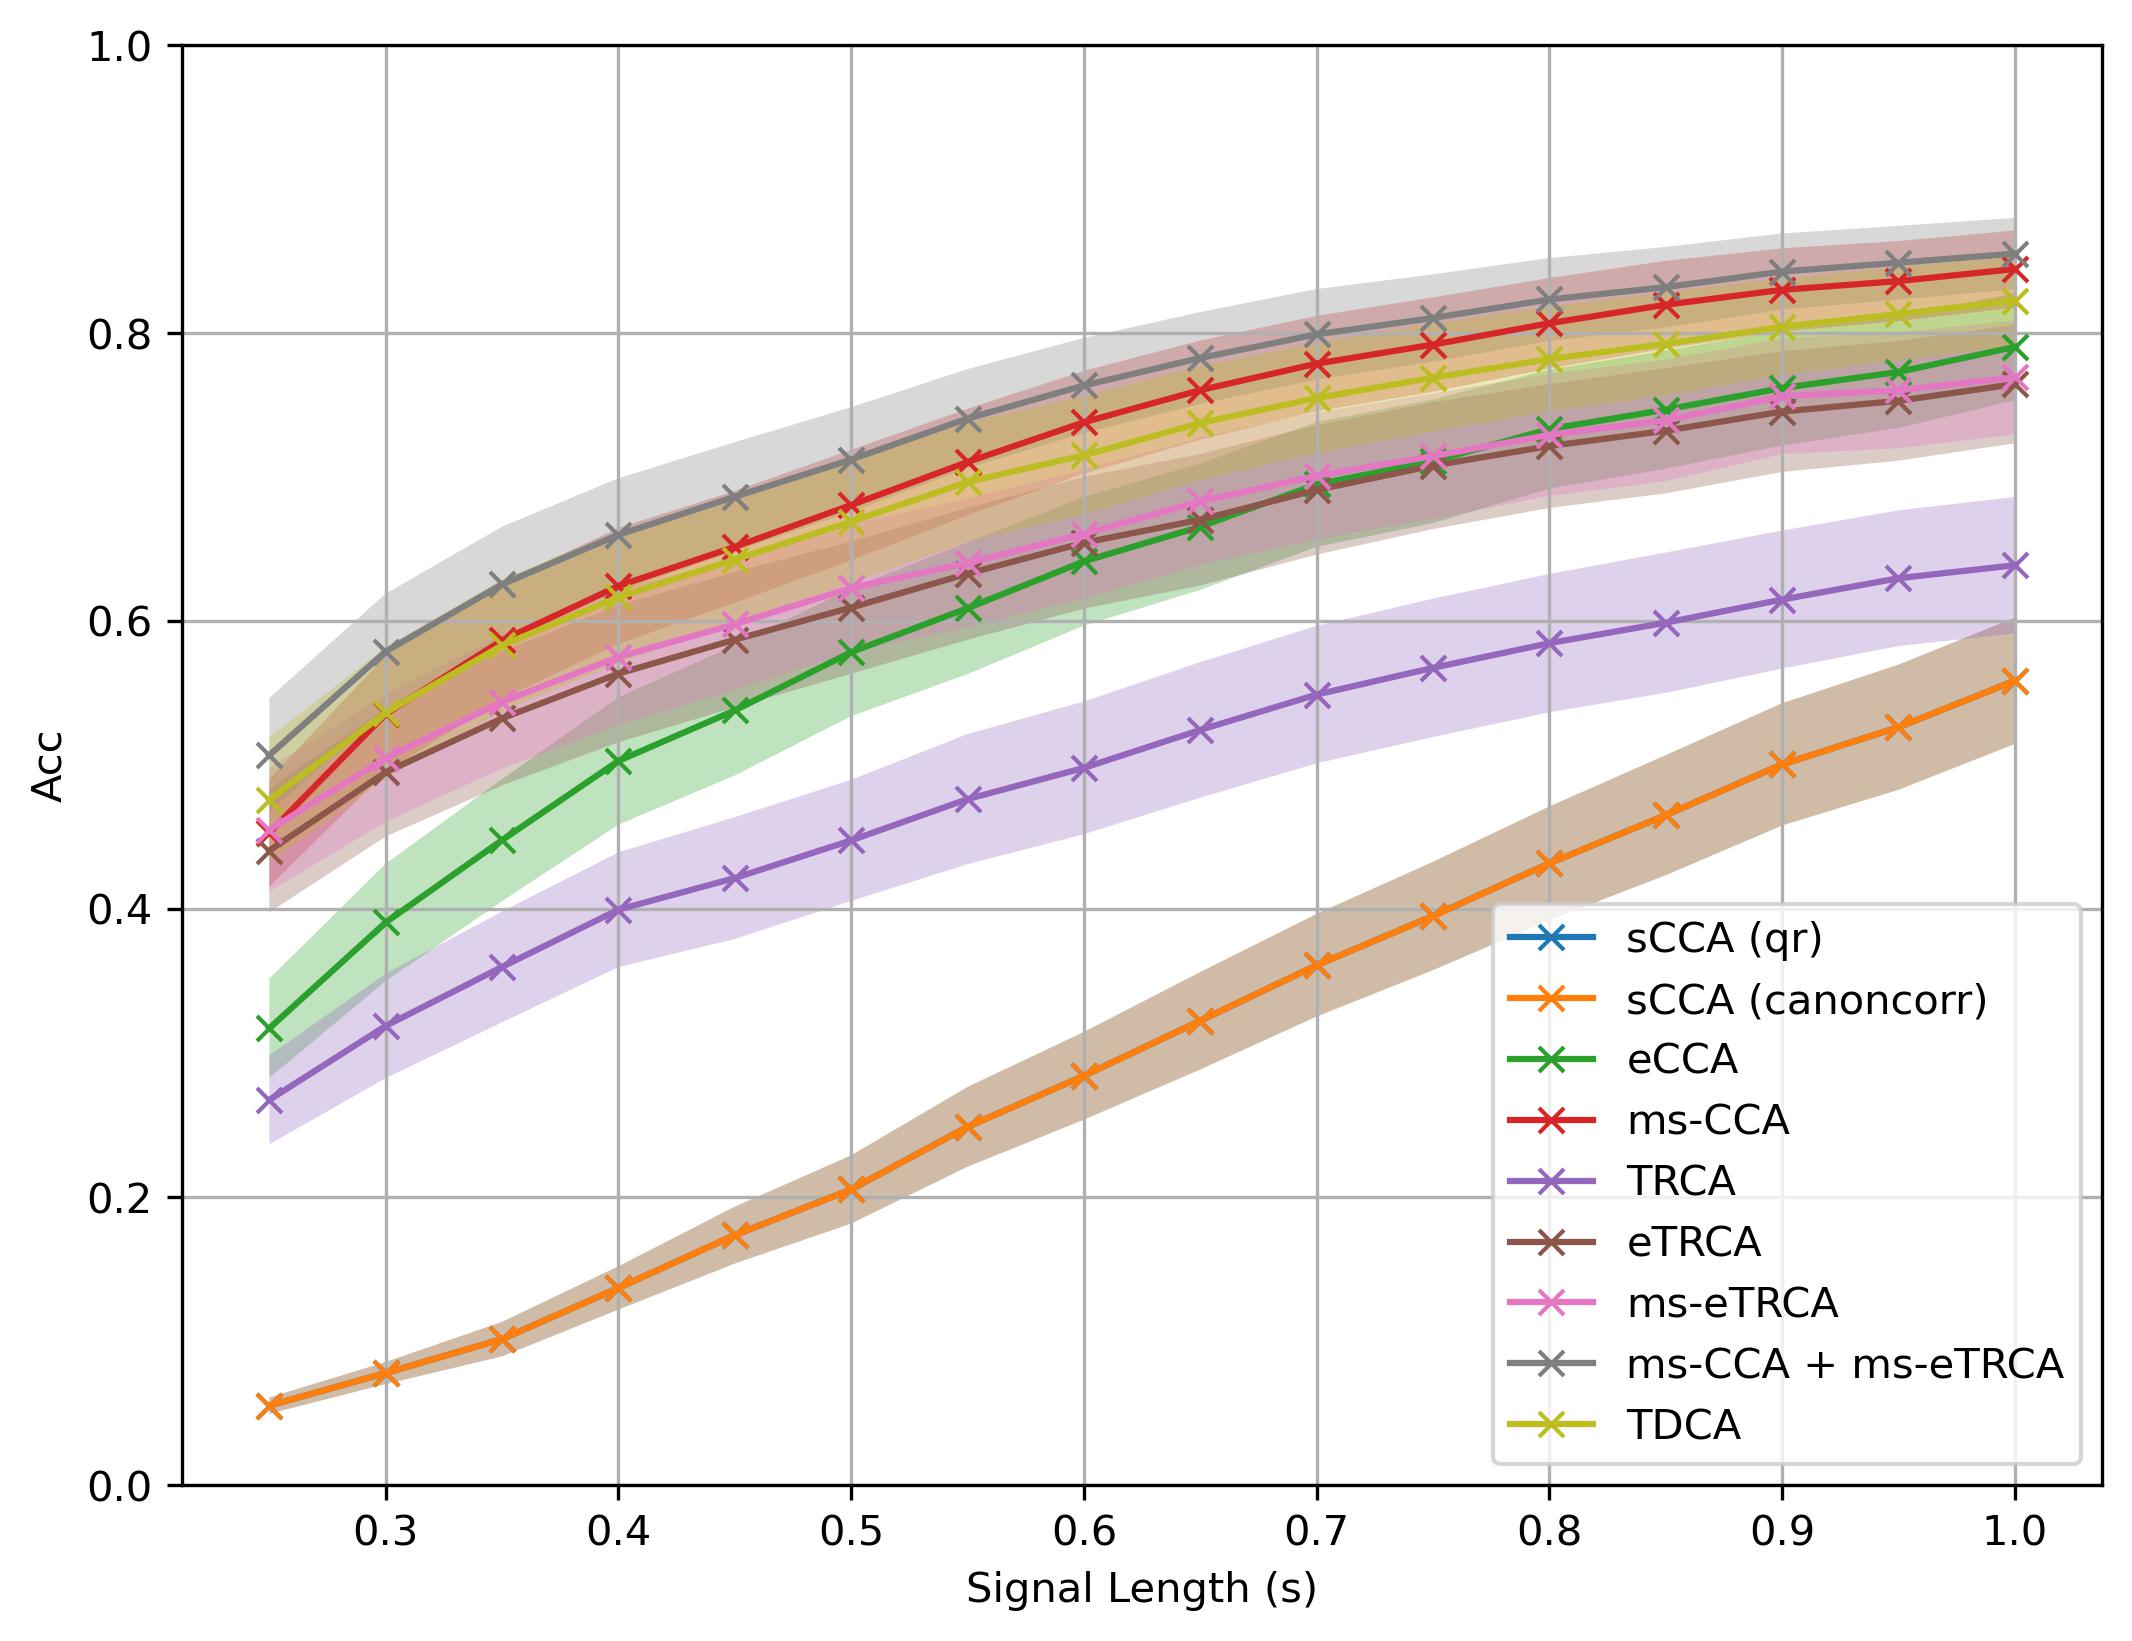 1.0
0.8
0.6
0.4
0.2
0.0
Acc
0.3 0.4 0.5 0.6 0.7 0.8 0.9 1.0
Signal Length (s)
sCCA (qr)
sCCA (canoncorr)
eCCA
ms-CCA
TRCA
eTRCA
ms-eTRCA
ms-CCA + ms-eTRCA
TDCA